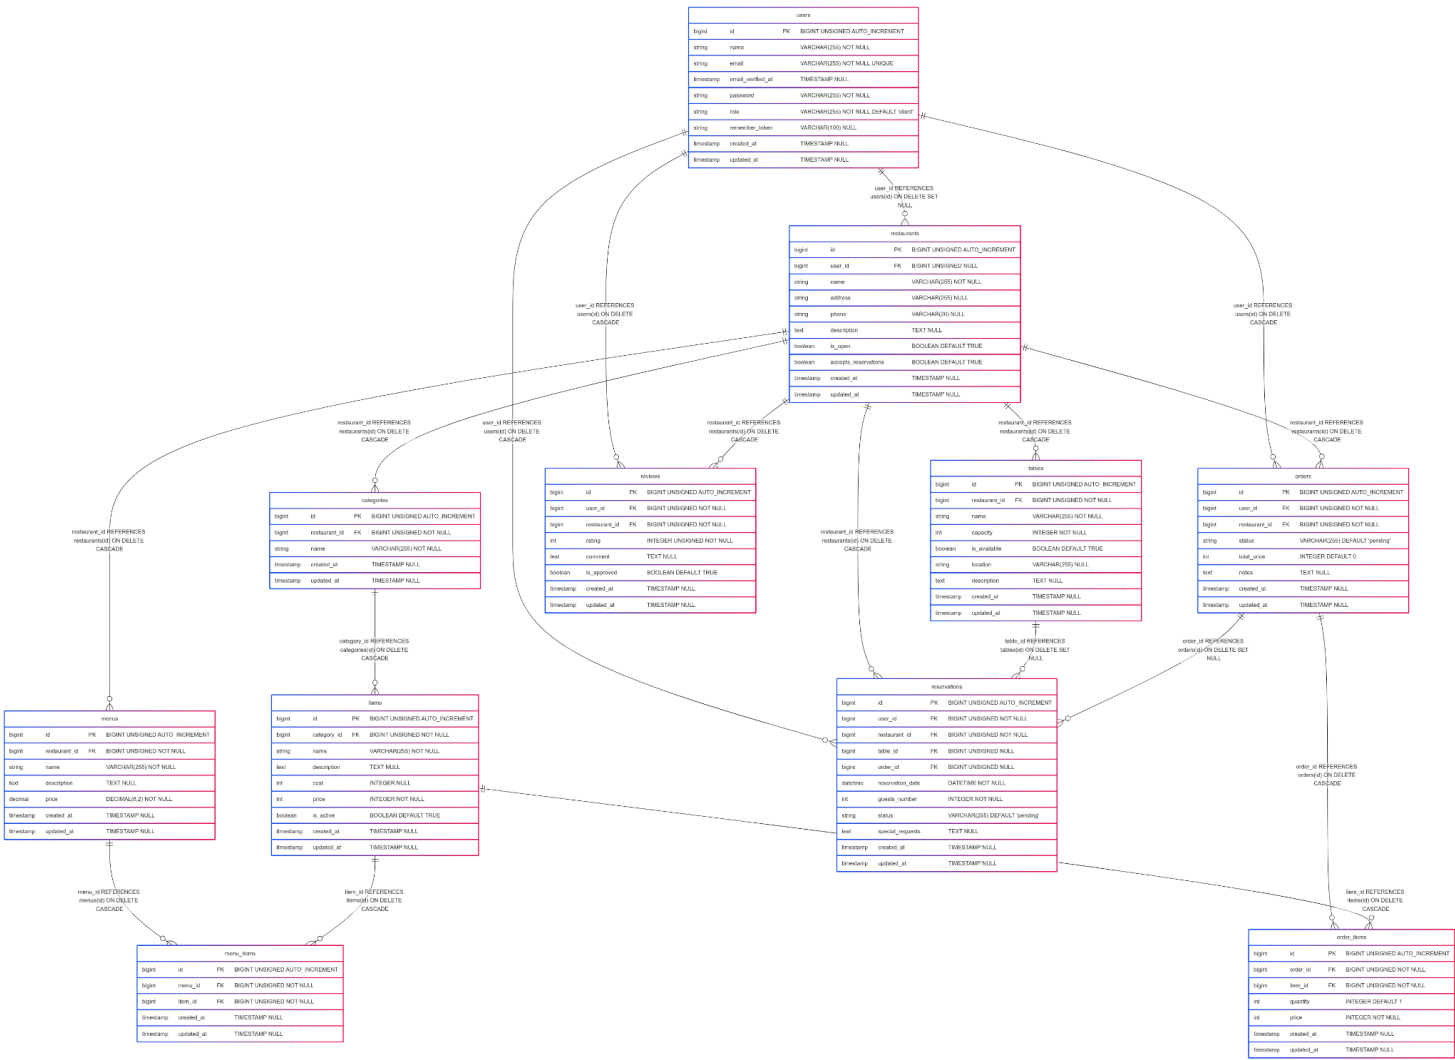 users
bigint id PK BIGINT UNSIGNED AUTO_INCREMENT
string name VARCHAR(255) NOT NULL
string email VARCHAR(255) NOT NULL UNIQUE
timestamp email_verified_at TIMESTAMP NULL
string password VARCHAR(255) NOT NULL
string role VARCHAR(255) NOT NULL DEFAULT 'client'
string remember_token VARCHAR(100) NULL
timestamp created_at TIMESTAMP NULL
timestamp updated_at TIMESTAMP NULL
user_id REFERENCES
users(id) ON DELETE SET
NULL
restaurants
bigint id PK BIGINT UNSIGNED AUTO_INCREMENT
bigint user_id FK BIGINT UNSIGNED NULL
string name VARCHAR(255) NOT NULL
string address VARCHAR(255) NULL
string phone VARCHAR(20) NULL
text description TEXT NULL
boolean is_open BOOLEAN DEFAULT TRUE
boolean accepts_reservations BOOLEAN DEFAULT TRUE
timestamp created_at TIMESTAMP NULL
timestamp updated_at TIMESTAMP NULL
user_id REFERENCES
users(id) ON DELETE
CASCADE
user_id REFERENCES
users(id) ON DELETE
CASCADE
restaurant_id REFERENCES
restaurants(id) ON DELETE
CASCADE
user_id REFERENCES
users(id) ON DELETE
CASCADE
restaurant_id REFERENCES
restaurants(id) ON DELETE
CASCADE
restaurant_id REFERENCES
restaurants(id) ON DELETE
CASCADE
restaurant_id REFERENCES
restaurants(id) ON DELETE
CASCADE
categories
bigint id PK BIGINT UNSIGNED AUTO_INCREMENT
bigint restaurant_id FK BIGINT UNSIGNED NOT NULL
string name VARCHAR(255) NOT NULL
timestamp created_at TIMESTAMP NULL
timestamp updated_at TIMESTAMP NULL
reviews
bigint id PK BIGINT UNSIGNED AUTO_INCREMENT
bigint user_id FK BIGINT UNSIGNED NOT NULL
bigint restaurant_id FK BIGINT UNSIGNED NOT NULL
int rating INTEGER UNSIGNED NOT NULL
text comment TEXT NULL
boolean is_approved BOOLEAN DEFAULT TRUE
timestamp created_at TIMESTAMP NULL
timestamp updated_at TIMESTAMP NULL
tables
bigint id PK BIGINT UNSIGNED AUTO_INCREMENT
bigint restaurant_id FK BIGINT UNSIGNED NOT NULL
string name VARCHAR(255) NOT NULL
int capacity INTEGER NOT NULL
boolean is_available BOOLEAN DEFAULT TRUE
string location VARCHAR(255) NULL
text description TEXT NULL
timestamp created_at TIMESTAMP NULL
timestamp updated_at TIMESTAMP NULL
orders
bigint id PK BIGINT UNSIGNED AUTO_INCREMENT
bigint user_id FK BIGINT UNSIGNED NOT NULL
bigint restaurant_id FK BIGINT UNSIGNED NOT NULL
string status VARCHAR(255) DEFAULT 'pending'
int total_price INTEGER DEFAULT 0
text notes TEXT NULL
timestamp created_at TIMESTAMP NULL
timestamp updated_at TIMESTAMP NULL
restaurant_id REFERENCES
restaurants(id) ON DELETE
CASCADE
restaurant_id REFERENCES
restaurants(id) ON DELETE
CASCADE
category_id REFERENCES
categories(id) ON DELETE
CASCADE
table_id REFERENCES
tables(id) ON DELETE SET
NULL
order_id REFERENCES
orders(id) ON DELETE SET
NULL
menus
bigint id PK BIGINT UNSIGNED AUTO_INCREMENT
bigint restaurant_id FK BIGINT UNSIGNED NOT NULL
string name VARCHAR(255) NOT NULL
text description TEXT NULL
decimal price DECIMAL(8,2) NOT NULL
timestamp created_at TIMESTAMP NULL
timestamp updated_at TIMESTAMP NULL
items
bigint id PK BIGINT UNSIGNED AUTO_INCREMENT
bigint category_id FK BIGINT UNSIGNED NOT NULL
string name VARCHAR(255) NOT NULL
text description TEXT NULL
int cost INTEGER NULL
int price INTEGER NOT NULL
boolean is_active BOOLEAN DEFAULT TRUE
timestamp created_at TIMESTAMP NULL
timestamp updated_at TIMESTAMP NULL
reservations
bigint id PK BIGINT UNSIGNED AUTO_INCREMENT
bigint user_id FK BIGINT UNSIGNED NOT NULL
bigint restaurant_id FK BIGINT UNSIGNED NOT NULL
bigint table_id FK BIGINT UNSIGNED NULL
bigint order_id FK BIGINT UNSIGNED NULL
datetime reservation_date DATETIME NOT NULL
int guests_number INTEGER NOT NULL
string status VARCHAR(255) DEFAULT 'pending'
text special_requests TEXT NULL
timestamp created_at TIMESTAMP NULL
timestamp updated_at TIMESTAMP NULL
order_id REFERENCES
orders(id) ON DELETE
CASCADE
menu_id REFERENCES
menus(id) ON DELETE
CASCADE
item_id REFERENCES
items(id) ON DELETE
CASCADE
item_id REFERENCES
items(id) ON DELETE
CASCADE
menu_items
bigint id PK BIGINT UNSIGNED AUTO_INCREMENT
bigint menu_id FK BIGINT UNSIGNED NOT NULL
bigint item_id FK BIGINT UNSIGNED NOT NULL
timestamp created_at TIMESTAMP NULL
timestamp updated_at TIMESTAMP NULL
order_items
bigint id PK BIGINT UNSIGNED AUTO_INCREMENT
bigint order_id FK BIGINT UNSIGNED NOT NULL
bigint item_id FK BIGINT UNSIGNED NOT NULL
int quantity INTEGER DEFAULT 1
int price INTEGER NOT NULL
timestamp created_at TIMESTAMP NULL
timestamp updated_at TIMESTAMP NULL